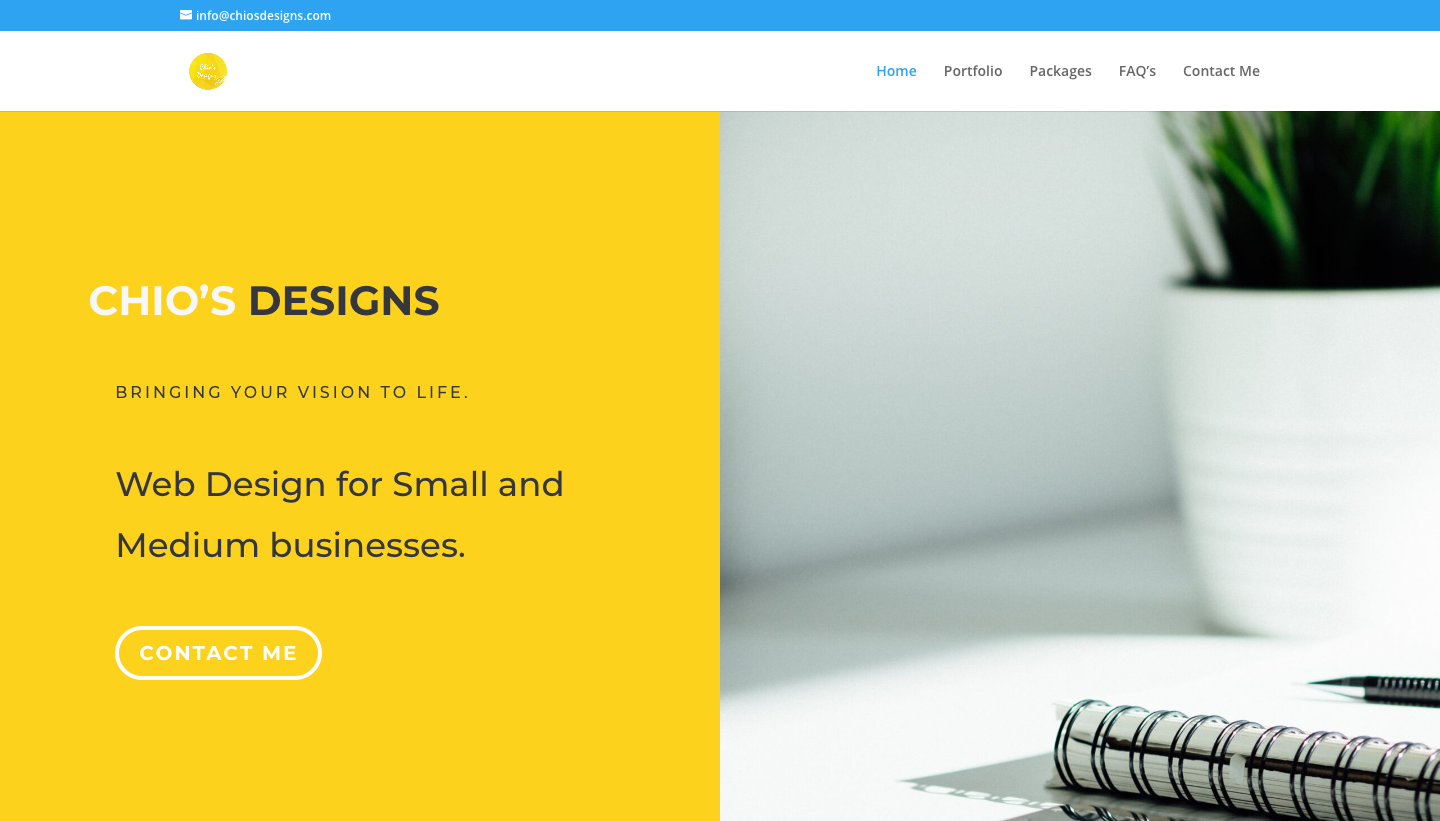 info@chiosdesigns.com
Chio's
Designs
Home Portfolio Packages FAQ’s Contact Me
CHIO’S DESIGNS
BRINGING YOUR VISION TO LIFE.
Web Design for Small and
Medium businesses.
CONTACT ME